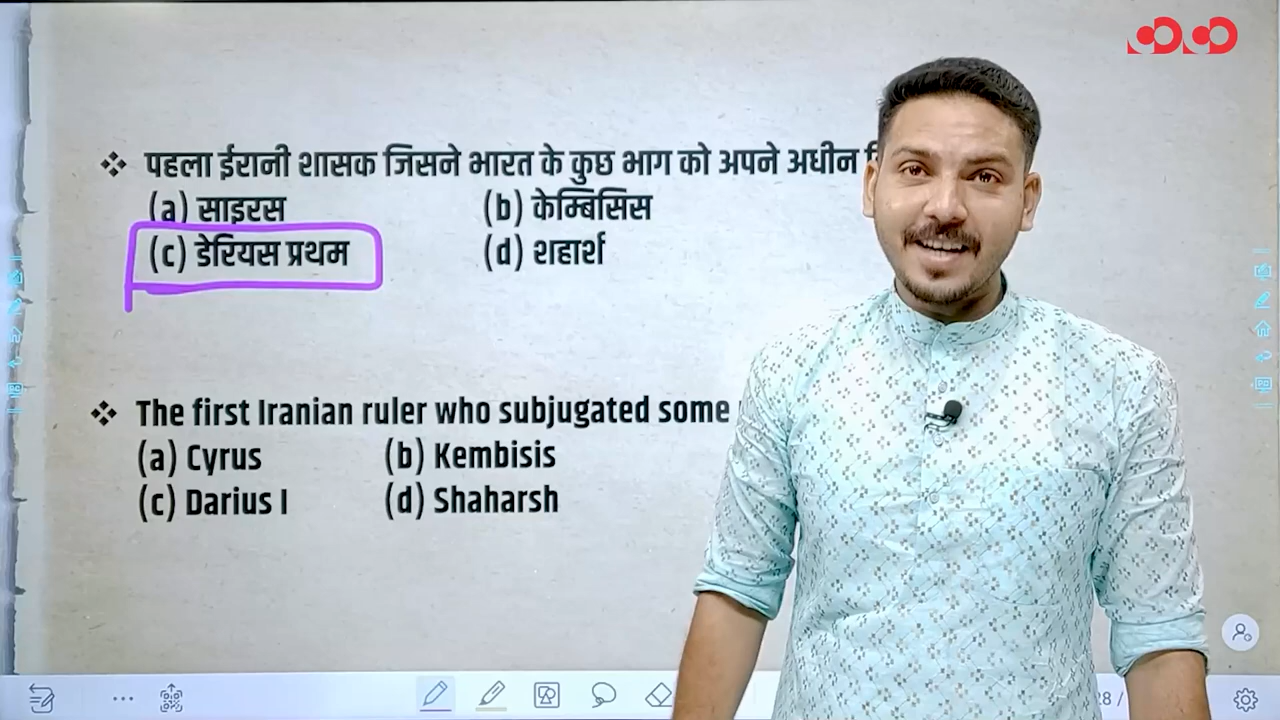 ❖ पहला ईरानी शासक जिसने भारत के कुछ भाग को अपने अधीन
(a) साइरस (b) केम्बिसिस
(c) डेरियस प्रथम (d) शहार्श
❖ The first Iranian ruler who subjugated some
(a) Cyrus (b) Kembisis
(c) Darius I (d) Shaharsh
28 /